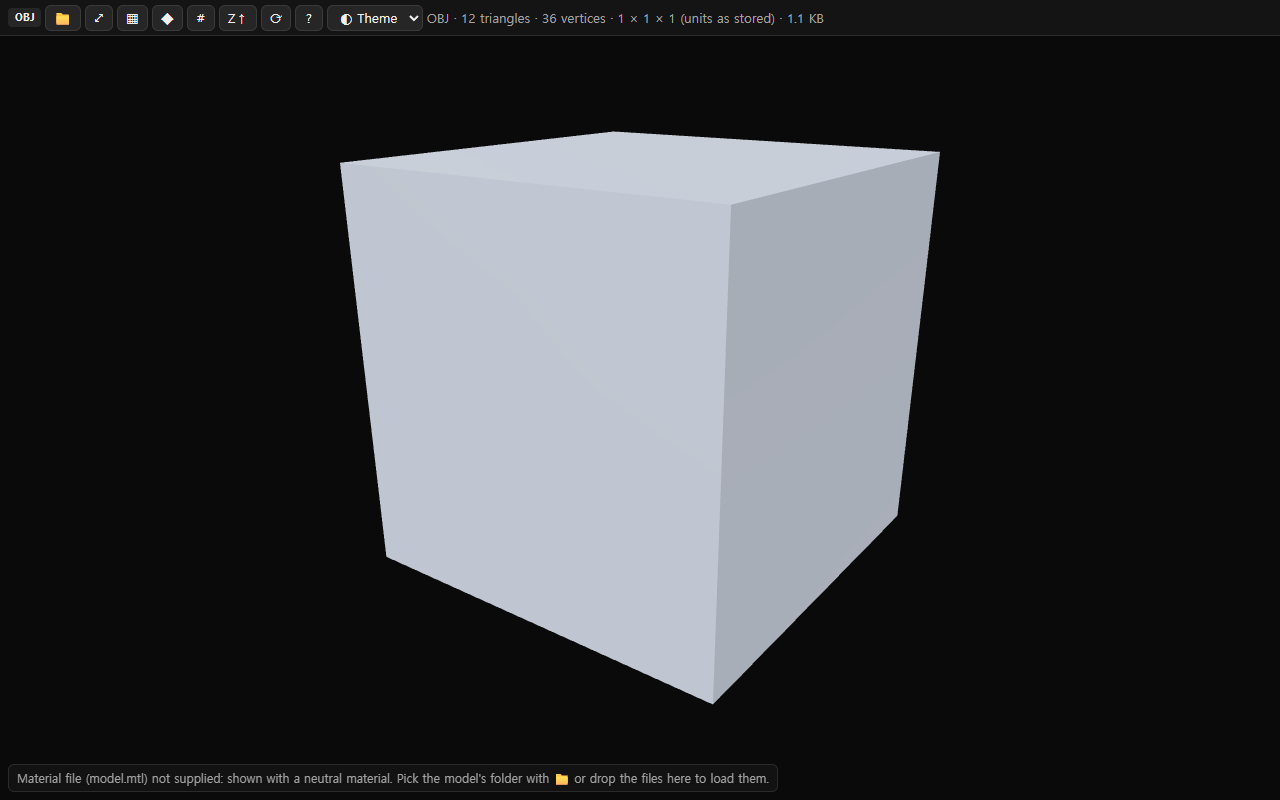 OBJ 📁 ⤢ ▦ ◆ # Z↑ ⟳ ? ◐ Theme OBJ · 12 triangles · 36 vertices · 1 × 1 × 1 (units as stored) · 1.1 KB
Material file (model.mtl) not supplied: shown with a neutral material. Pick the model's folder with 📁 or drop the files here to load them.